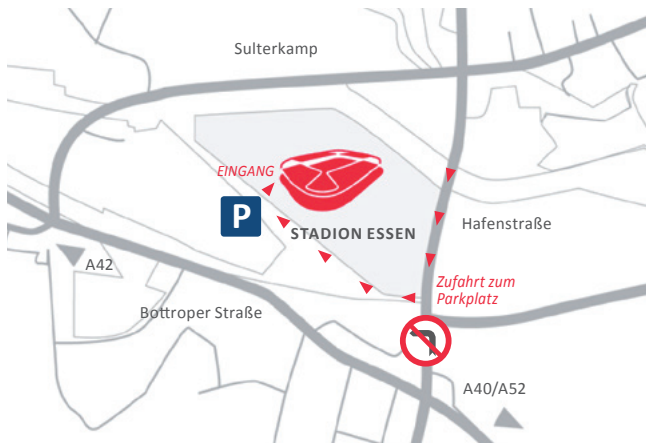 Sulterkamp
EINGANG
P
STADION ESSEN
Hafenstraße
A42
Zufahrt zum
Parkplatz
Bottroper Straße
A40/A52